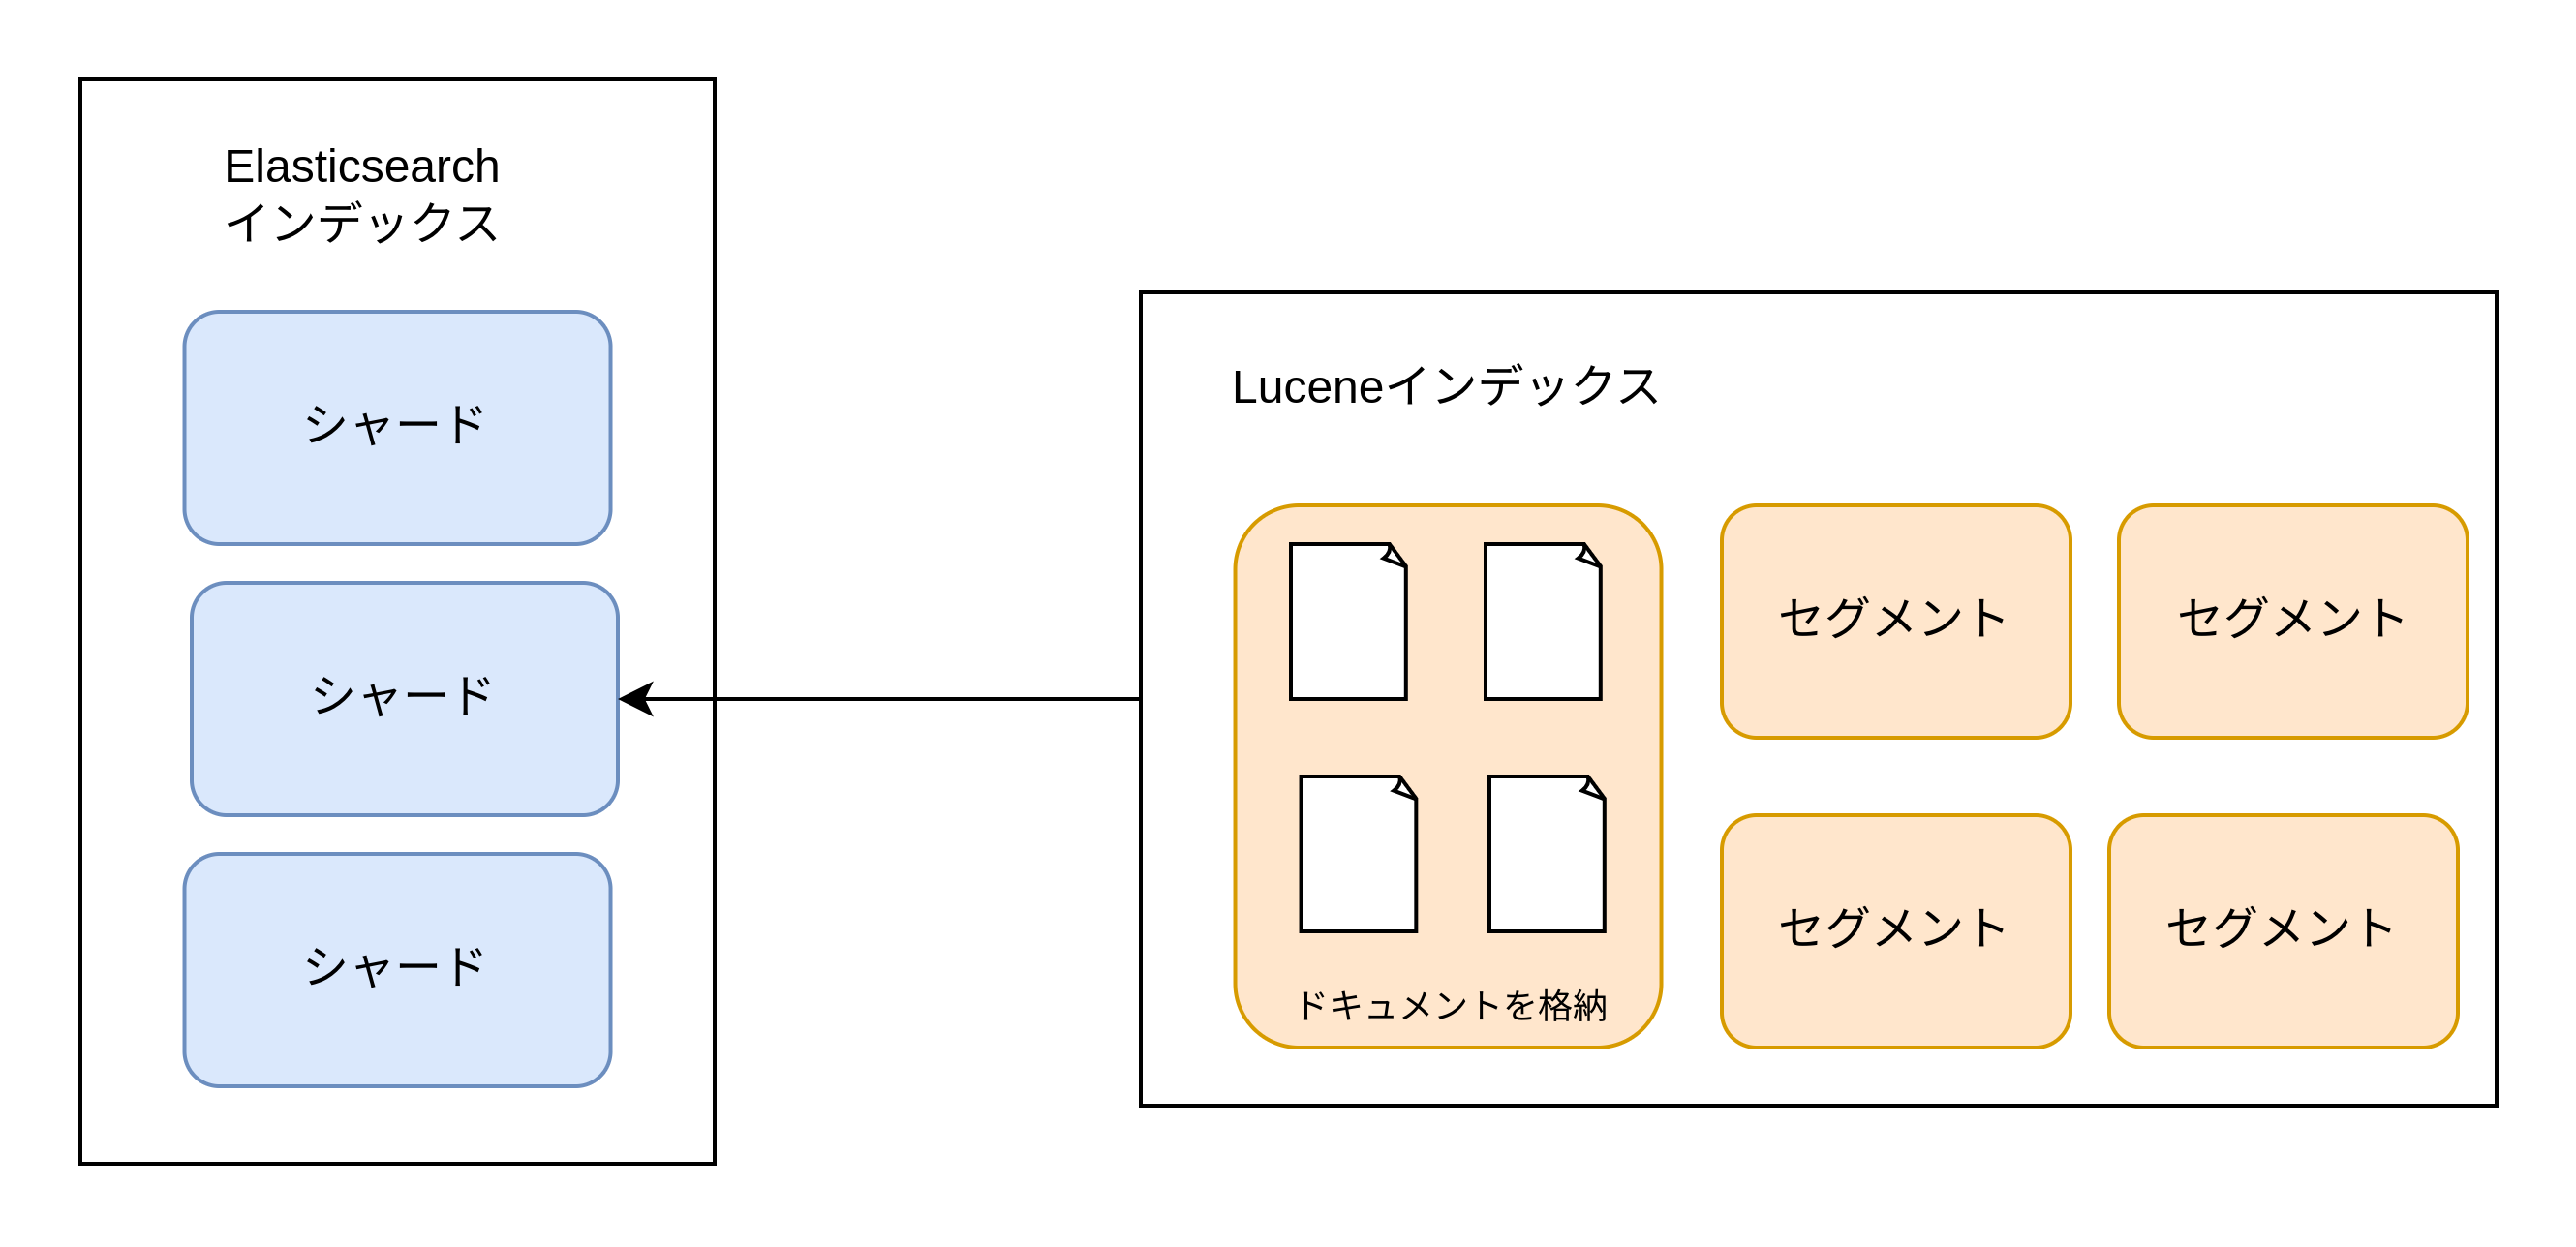 Elasticsearch
インデックス
シャード
シャード
シャード
Luceneインデックス
ドキュメントを格納
セグメント
セグメント
セグメント
セグメント